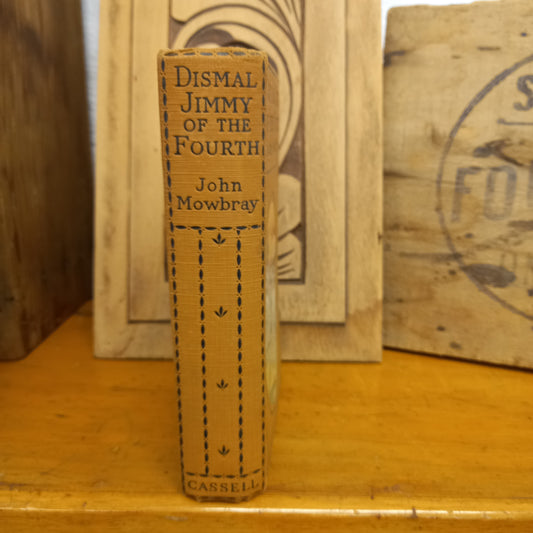 DISMAL
JIMMY
OF THE
FOURTH
John
Mowbray
CASSELL